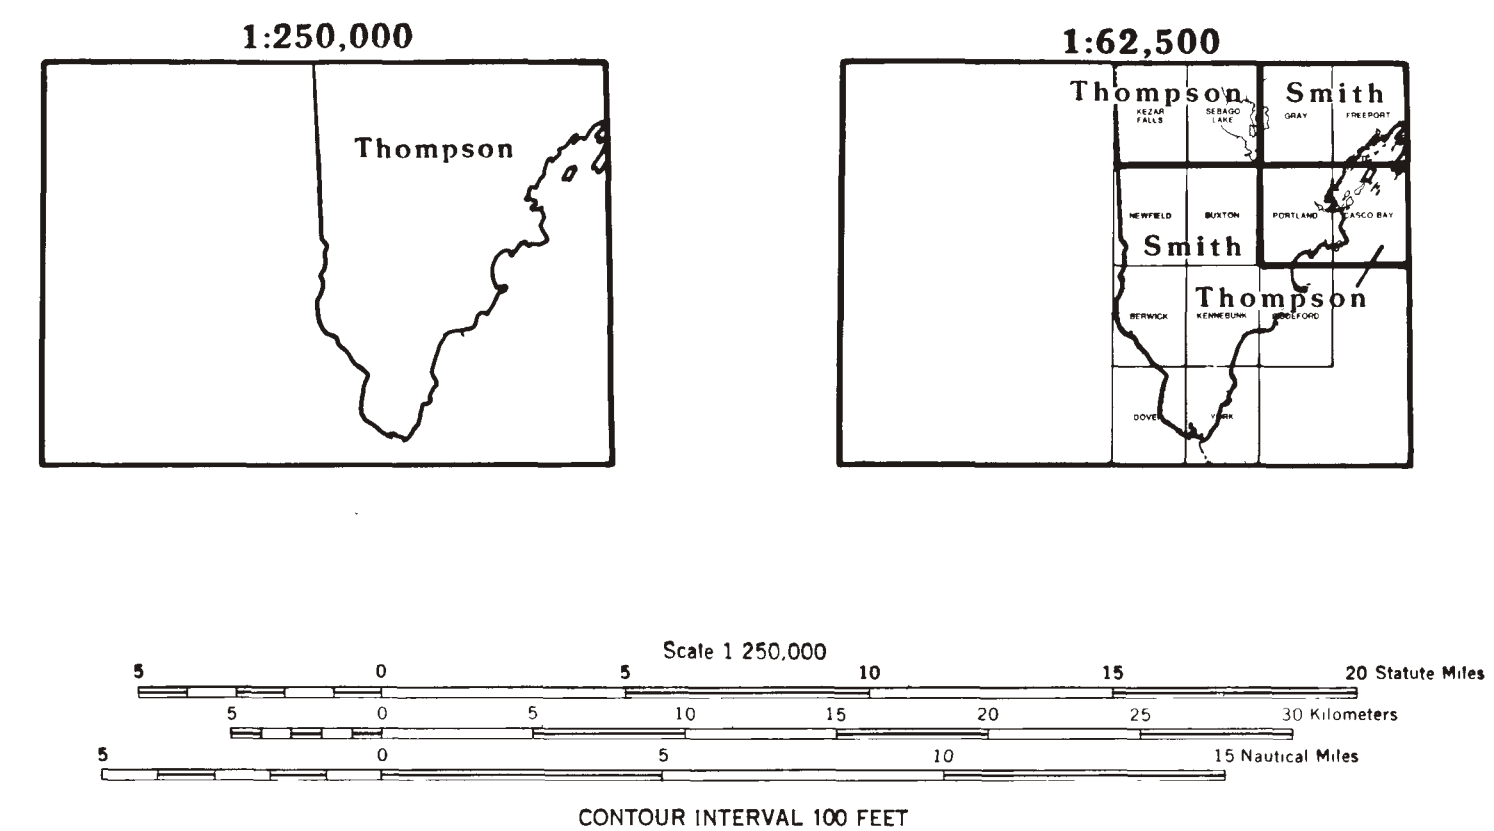 1:250,000
Thompson
1:62,500
Thompson
Smith
KEZAR
FALLS
SEBAGO
LAKE
GRAY
FREEPORT
NEWFIELD
BUXTON
PORTLAND
CASCO BAY
Smith
Thompson
BERWICK
KENNEBUNK
DOVE
YORK
Scale 1 250,000
5 0 5 10 15 20 Statute Miles
5 0 5 10 15 20 25 30 Kilometers
5 0 5 10 15 Nautical Miles
CONTOUR INTERVAL 100 FEET